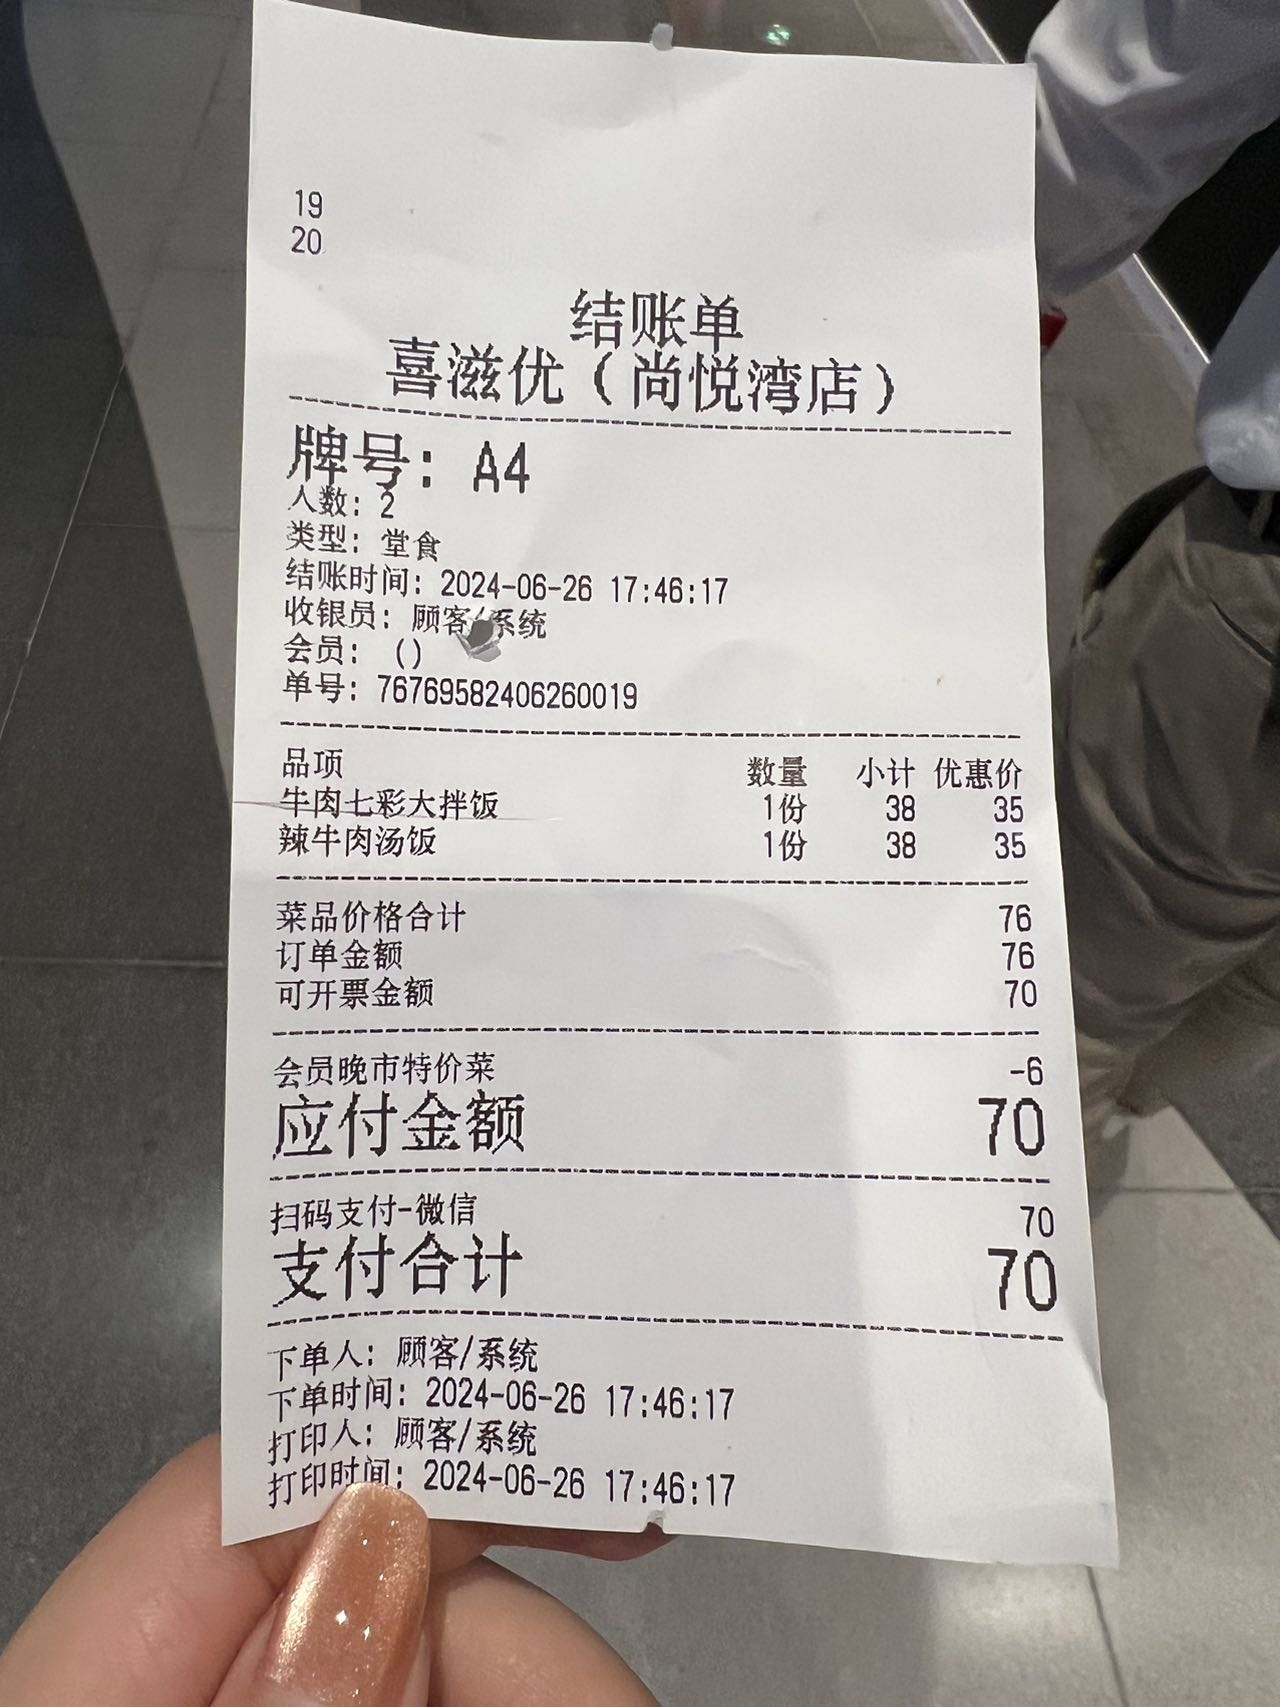 19
20
结账单
喜滋优（尚悦湾店）
牌号：A4
人数：2
类型：堂食
结账时间：2024-06-26 17:46:17
收银员：顾客/系统
会员：（）
单号：76769582406260019
品项 数量 小计 优惠价
牛肉七彩大拌饭 1份 38 35
辣牛肉汤饭 1份 38 35
菜品价格合计 76
订单金额 76
可开票金额 70
会员晚市特价菜 -6
应付金额 70
扫码支付-微信 70
支付合计 70
下单人：顾客/系统
下单时间：2024-06-26 17:46:17
打印人：顾客/系统
打印时间：2024-06-26 17:46:17